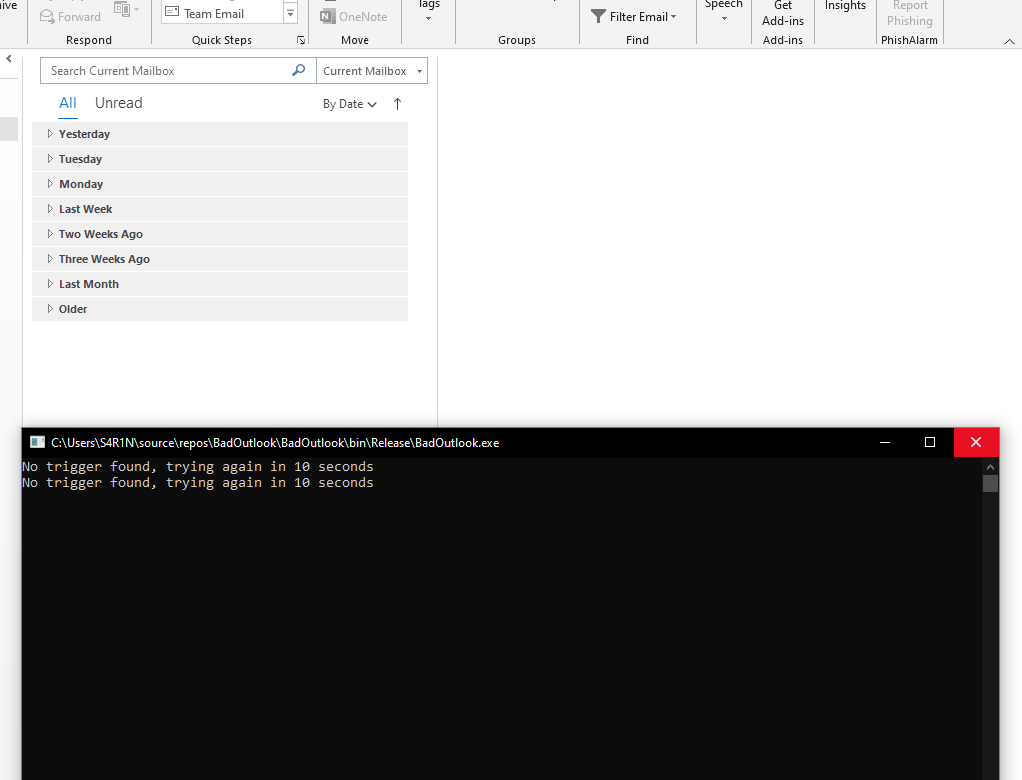 ive
Forward
Team Email
OneNote
Tags
Filter Email
Speech
Get
Add-ins
Insights
Report
Phishing
Respond
Quick Steps
Move
Groups
Find
Add-ins
PhishAlarm
Search Current Mailbox
Current Mailbox
All Unread By Date
Yesterday
Tuesday
Monday
Last Week
Two Weeks Ago
Three Weeks Ago
Last Month
Older
C:\Users\S4R1N\source\repos\BadOutlook\BadOutlook\bin\Release\BadOutlook.exe
No trigger found, trying again in 10 seconds
No trigger found, trying again in 10 seconds